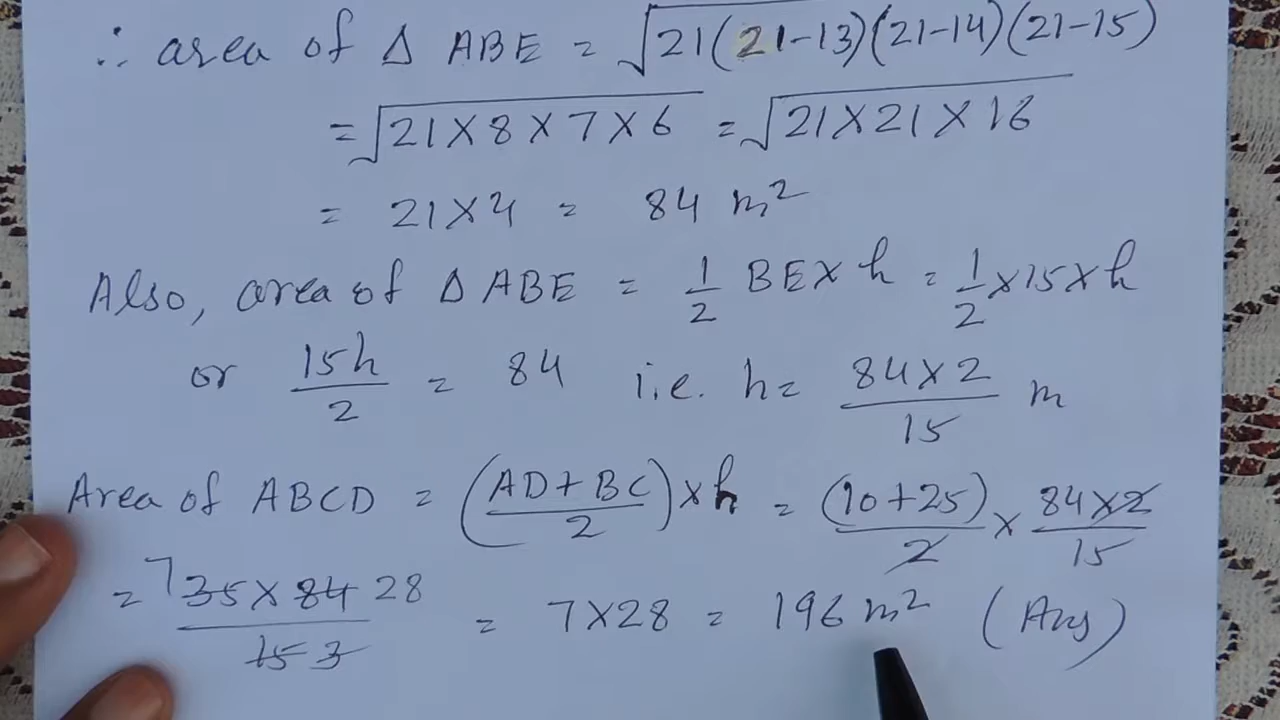 ∴ area of Δ ABE = √21(21-13)(21-14)(21-15)
= √21×8×7×6 = √21×21×16
= 21×4 = 84 m²
Also, area of Δ ABE = 1/2 BE×h = 1/2 ×15×h
or 15h/2 = 84 i.e. h= 84×2/15 m
Area of ABCD = (AD+BC/2)×h = (10+25)/2 × 84×2/15
= 7 35×84 28/15 3 = 7×28 = 196 m² (Ans)